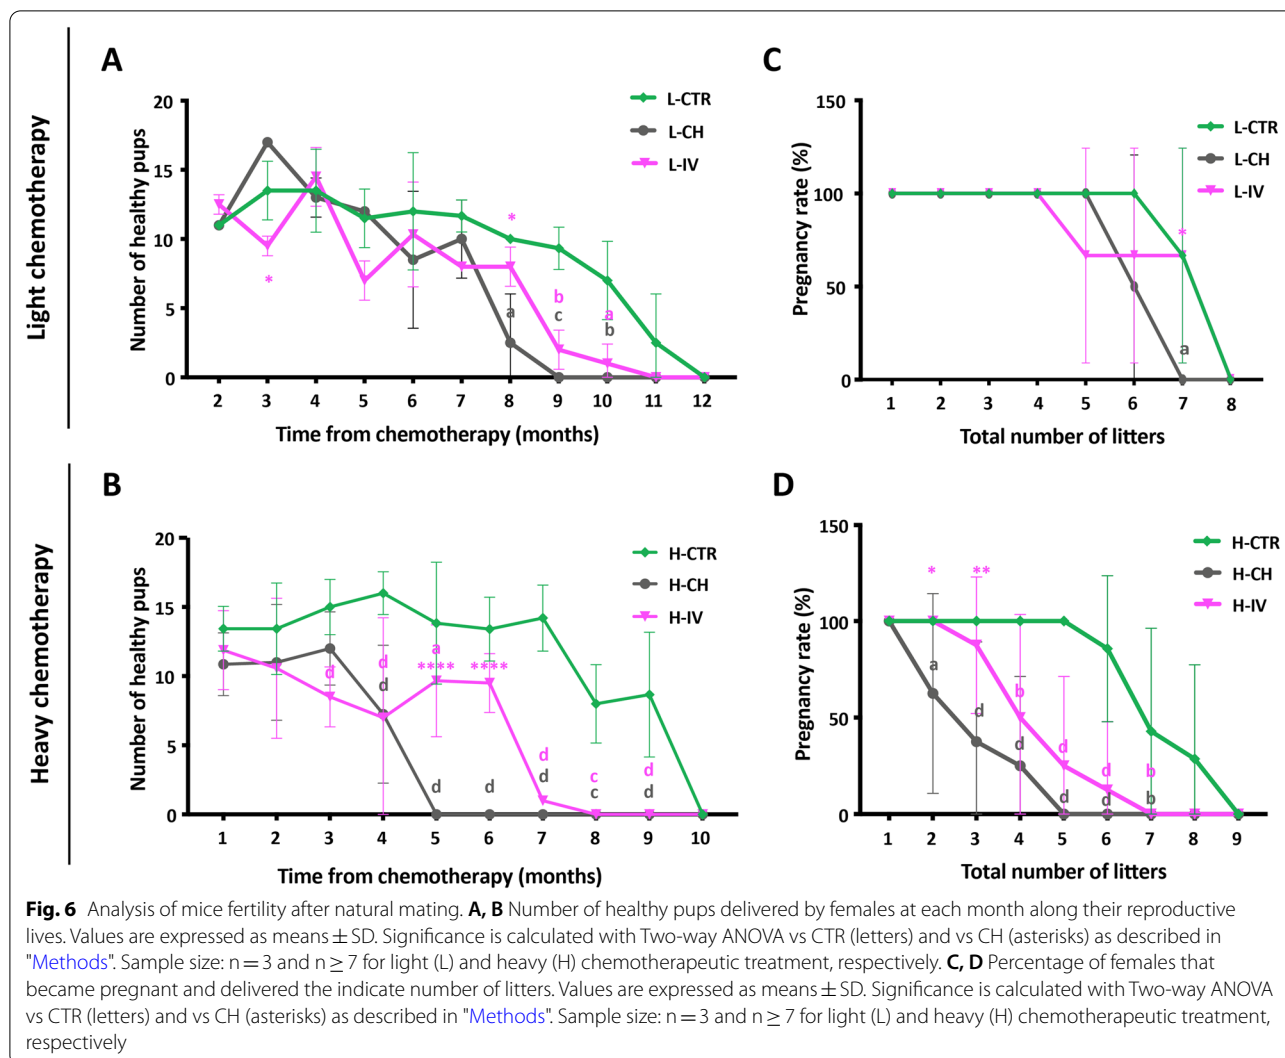 Light chemotherapy
A
Number of healthy pups
20
15
10
5
0
2 3 4 5 6 7 8 9 10 11 12
Time from chemotherapy (months)
L-CTR
L-CH
L-IV
*
*
a
b
c
a
b
C
Pregnancy rate (%)
150
100
50
0
1 2 3 4 5 6 7 8
Total number of litters
L-CTR
L-CH
L-IV
*
a
Heavy chemotherapy
B
Number of healthy pups
20
15
10
5
0
1 2 3 4 5 6 7 8 9 10
Time from chemotherapy (months)
H-CTR
H-CH
H-IV
d
d
d
a
**** ****
d d
d
d
c
c
d
d
D
Pregnancy rate (%)
150
100
50
0
1 2 3 4 5 6 7 8 9
Total number of litters
H-CTR
H-CH
H-IV
* **
a
d
b
d
d
d
d
d
b
b
Fig. 6 Analysis of mice fertility after natural mating. A, B Number of healthy pups delivered by females at each month along their reproductive
lives. Values are expressed as means ± SD. Significance is calculated with Two-way ANOVA vs CTR (letters) and vs CH (asterisks) as described in
"Methods". Sample size: n = 3 and n ≥ 7 for light (L) and heavy (H) chemotherapeutic treatment, respectively. C, D Percentage of females that
became pregnant and delivered the indicate number of litters. Values are expressed as means ± SD. Significance is calculated with Two-way ANOVA
vs CTR (letters) and vs CH (asterisks) as described in "Methods". Sample size: n = 3 and n ≥ 7 for light (L) and heavy (H) chemotherapeutic treatment,
respectively